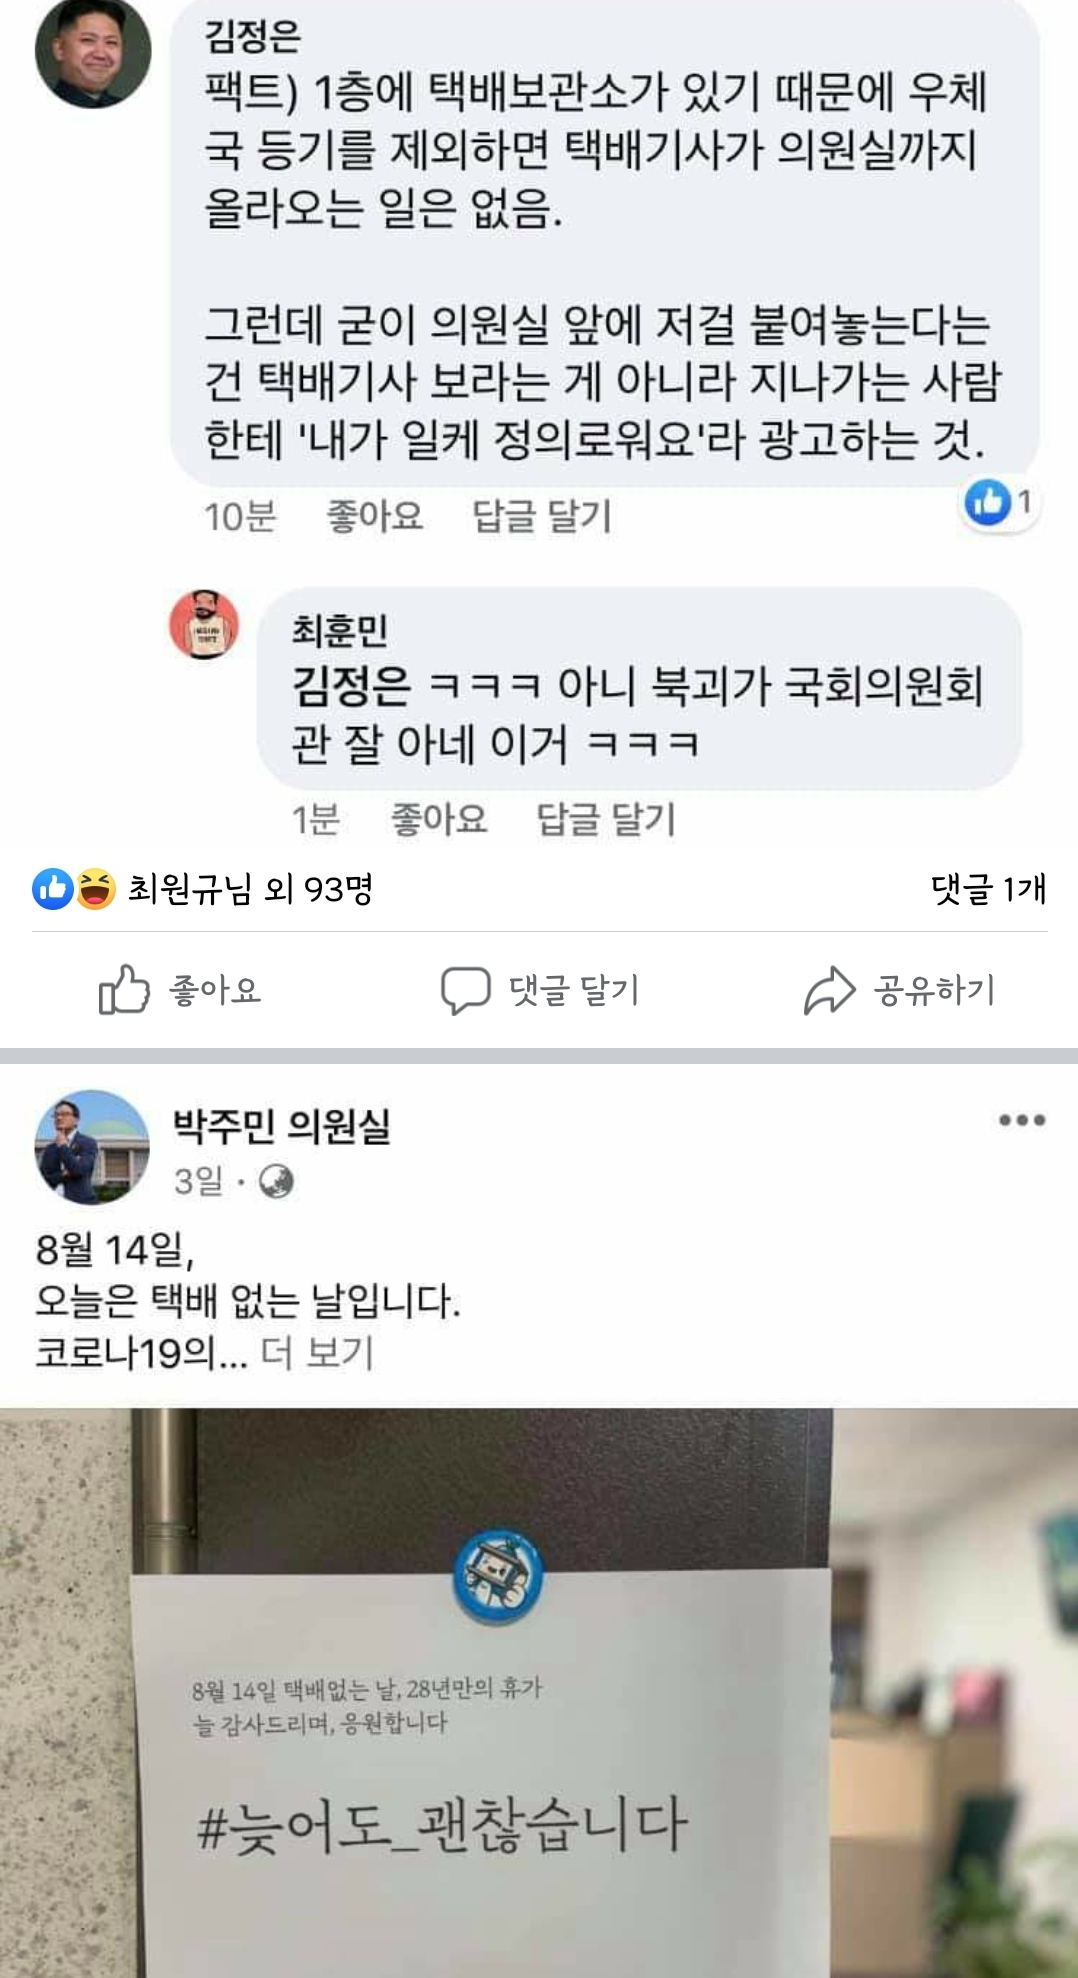 김정은
팩트) 1층에 택배보관소가 있기 때문에 우체
국 등기를 제외하면 택배기사가 의원실까지
올라오는 일은 없음.
그런데 굳이 의원실 앞에 저걸 붙여놓는다는
건 택배기사 보라는 게 아니라 지나가는 사람
한테 '내가 일케 정의로워요'라 광고하는 것.
10분 좋아요 답글 달기 1
최훈민
김정은 ㅋㅋㅋ 아니 북괴가 국회의원회
관 잘 아네 이거 ㅋㅋㅋ
1분 좋아요 답글 달기
최원규님 외 93명 댓글 1개
좋아요 댓글 달기 공유하기
박주민 의원실
3일 ·
8월 14일,
오늘은 택배 없는 날입니다.
코로나19의... 더 보기
8월 14일 택배없는 날, 28년만의 휴가
늘 감사드리며, 응원합니다
#늦어도_괜찮습니다